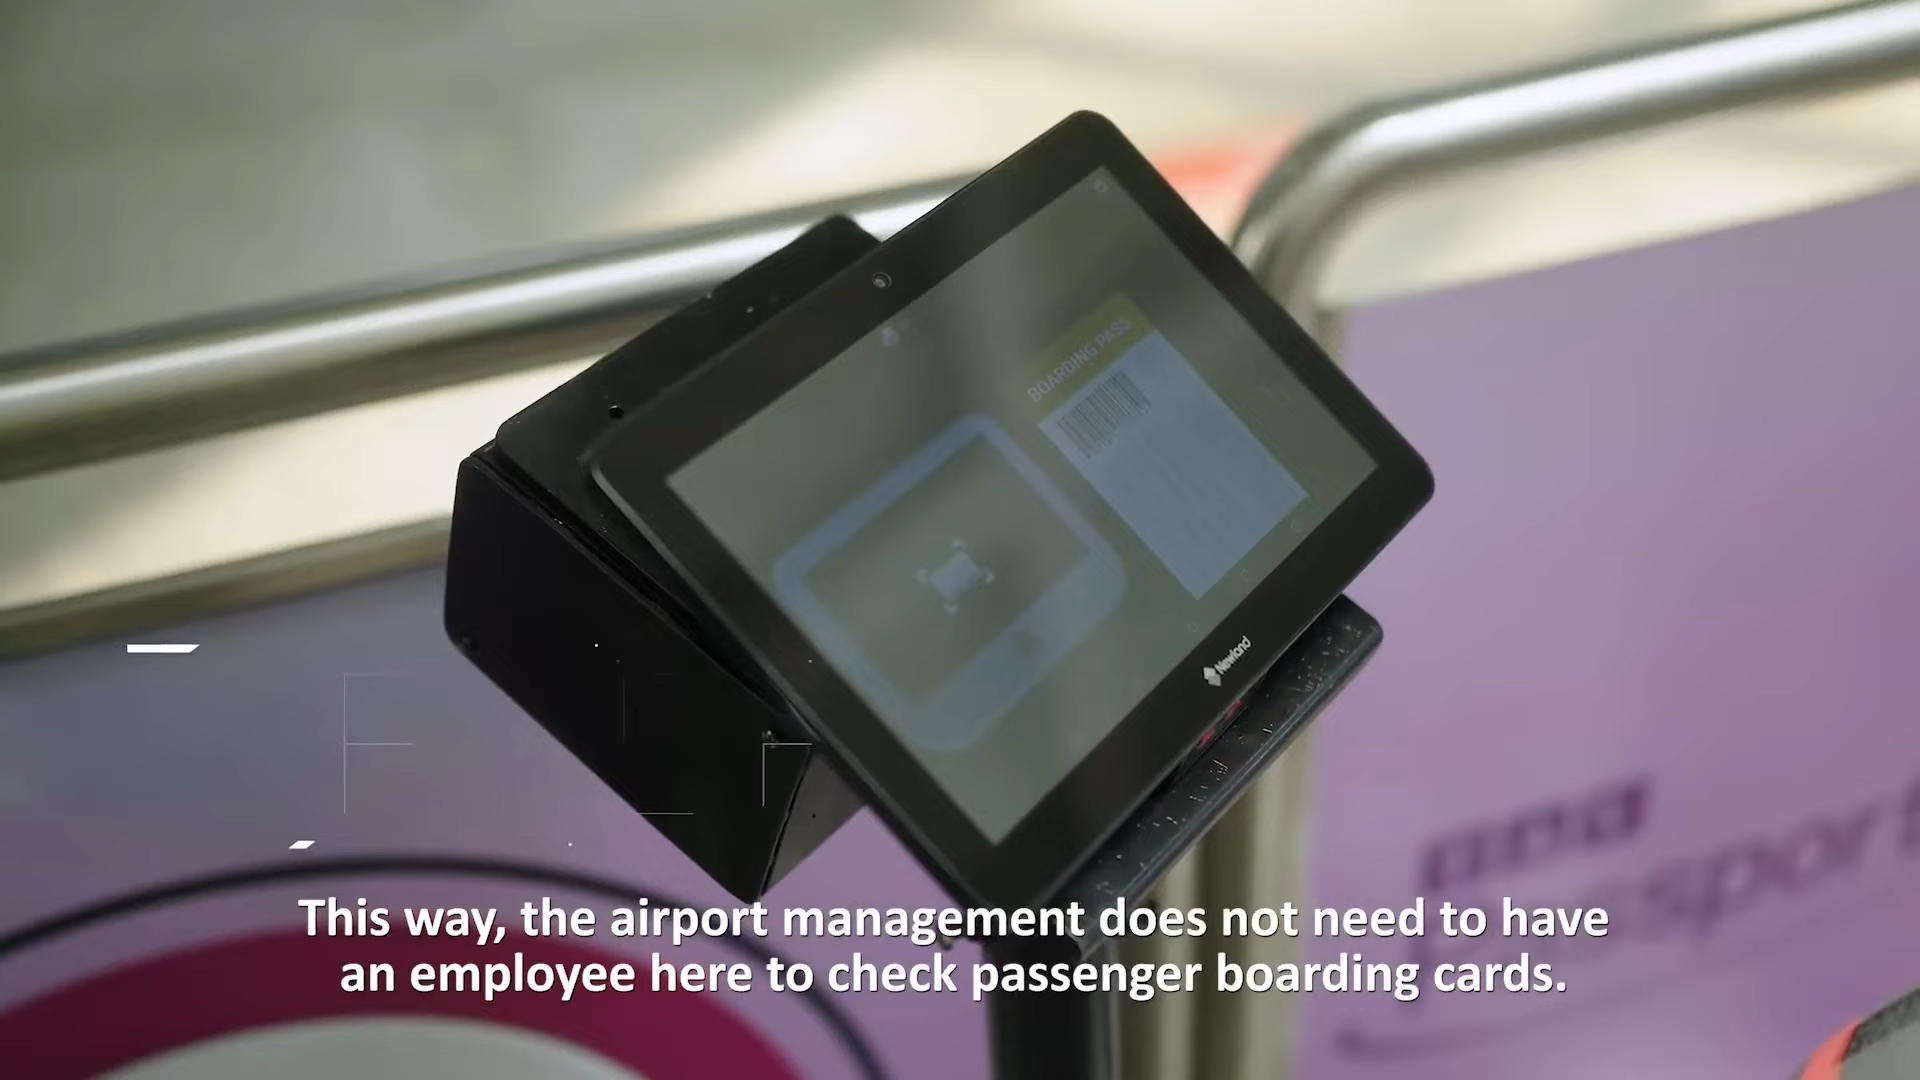 BOARDING PASS
Newland
This way, the airport management does not need to have
an employee here to check passenger boarding cards.